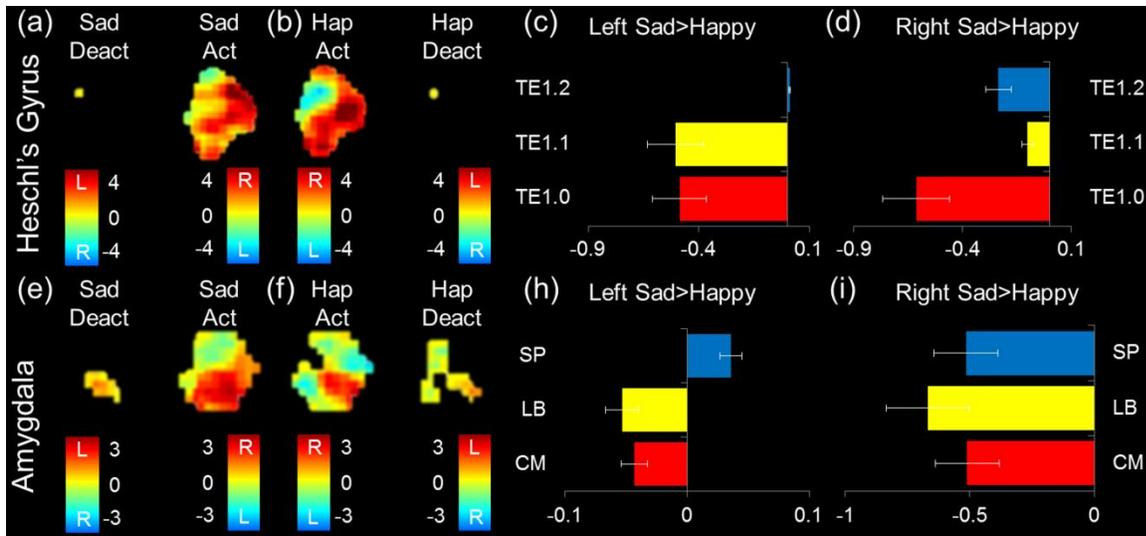 (a) Sad Deact
Sad Act
(b) Hap Act
Hap Deact
(c) Left Sad>Happy
(d) Right Sad>Happy
Heschl's Gyrus
L 4 0 -4 R
4 0 -4 R L
R L 4 0 -4
4 0 -4 L R
TE1.2
TE1.1
TE1.0
-0.9 -0.4 0.1
TE1.2
TE1.1
TE1.0
-0.9 -0.4 0.1
(e) Sad Deact
Sad Act
(f) Hap Act
Hap Deact
(h) Left Sad>Happy
(i) Right Sad>Happy
Amygdala
L 3 0 -3 R
3 0 -3 R L
R L 3 0 -3
3 0 -3 L R
SP
LB
CM
-0.1 0 0.1
SP
LB
CM
-1 -0.5 0